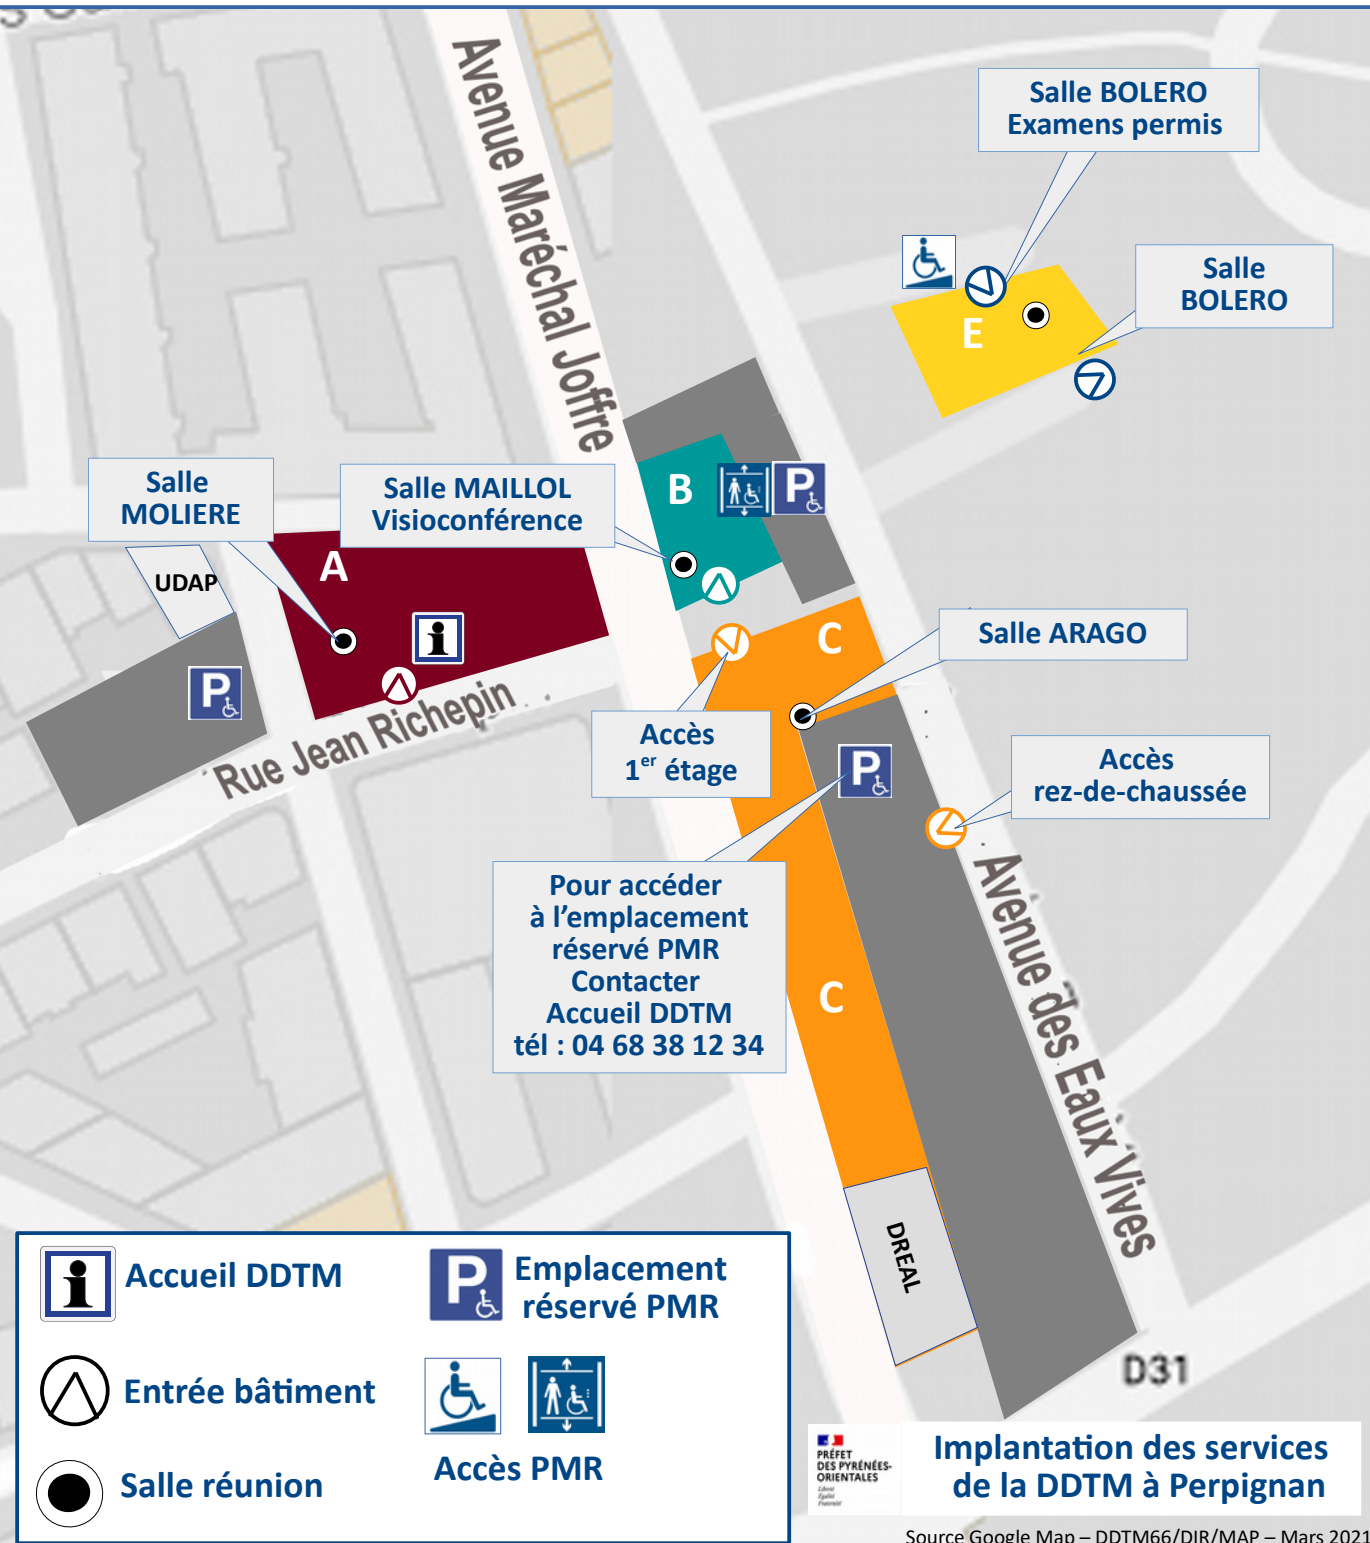 Avenue Maréchal Joffre
Salle BOLERO
Examens permis
Salle
BOLERO
E
Salle
MOLIERE
Salle MAILLOL
Visioconférence
B
P
A
UDAP
i
C
Salle ARAGO
P
Rue Jean Richepin
Accès
1er étage
P
Accès
rez-de-chaussée
Pour accéder
à l’emplacement
réservé PMR
Contacter
Accueil DDTM
tél : 04 68 38 12 34
C
Avenue des Eaux Vives
DREAL
D31
i
Accueil DDTM
P
Emplacement
réservé PMR
Entrée bâtiment
Accès PMR
Salle réunion
PRÉFET
DES PYRÉNÉES-
ORIENTALES
Liberté
Égalité
Fraternité
Implantation des services
de la DDTM à Perpignan
Source Google Map – DDTM66/DIR/MAP – Mars 2021